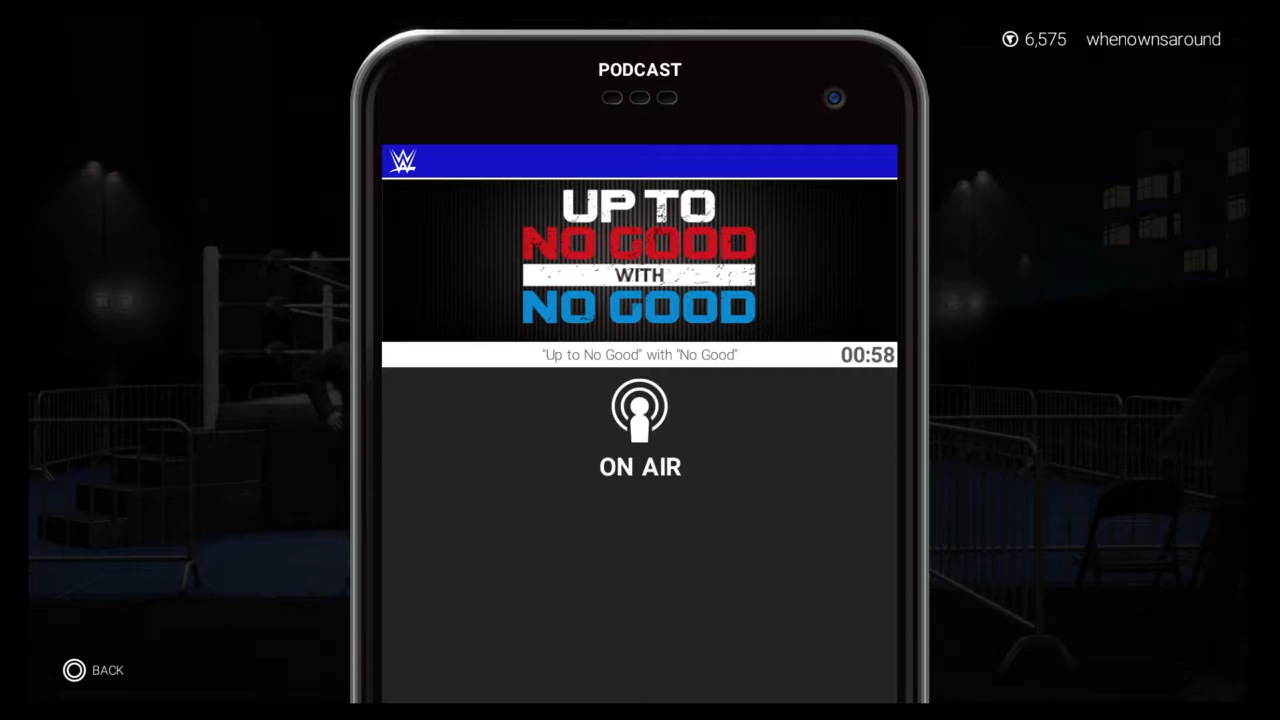 PODCAST
6,575 whenownsaround
W
UP TO
NO GOOD
WITH
NO GOOD
"Up to No Good" with "No Good" 00:58
ON AIR
BACK